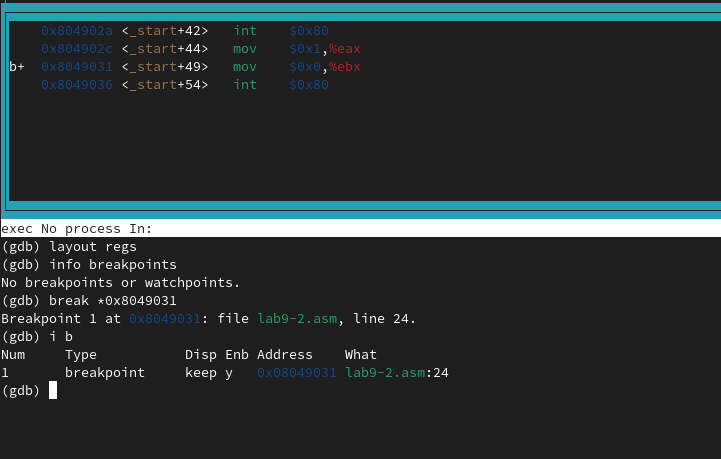 0x804902a <_start+42>   int    $0x80
0x804902c <_start+44>   mov    $0x1,%eax
b+  0x8049031 <_start+49>   mov    $0x0,%ebx
0x8049036 <_start+54>   int    $0x80
exec No process In:
(gdb) layout regs
(gdb) info breakpoints
No breakpoints or watchpoints.
(gdb) break *0x8049031
Breakpoint 1 at 0x8049031: file lab9-2.asm, line 24.
(gdb) i b
Num     Type           Disp Enb Address    What
1       breakpoint     keep y   0x08049031 lab9-2.asm:24
(gdb)